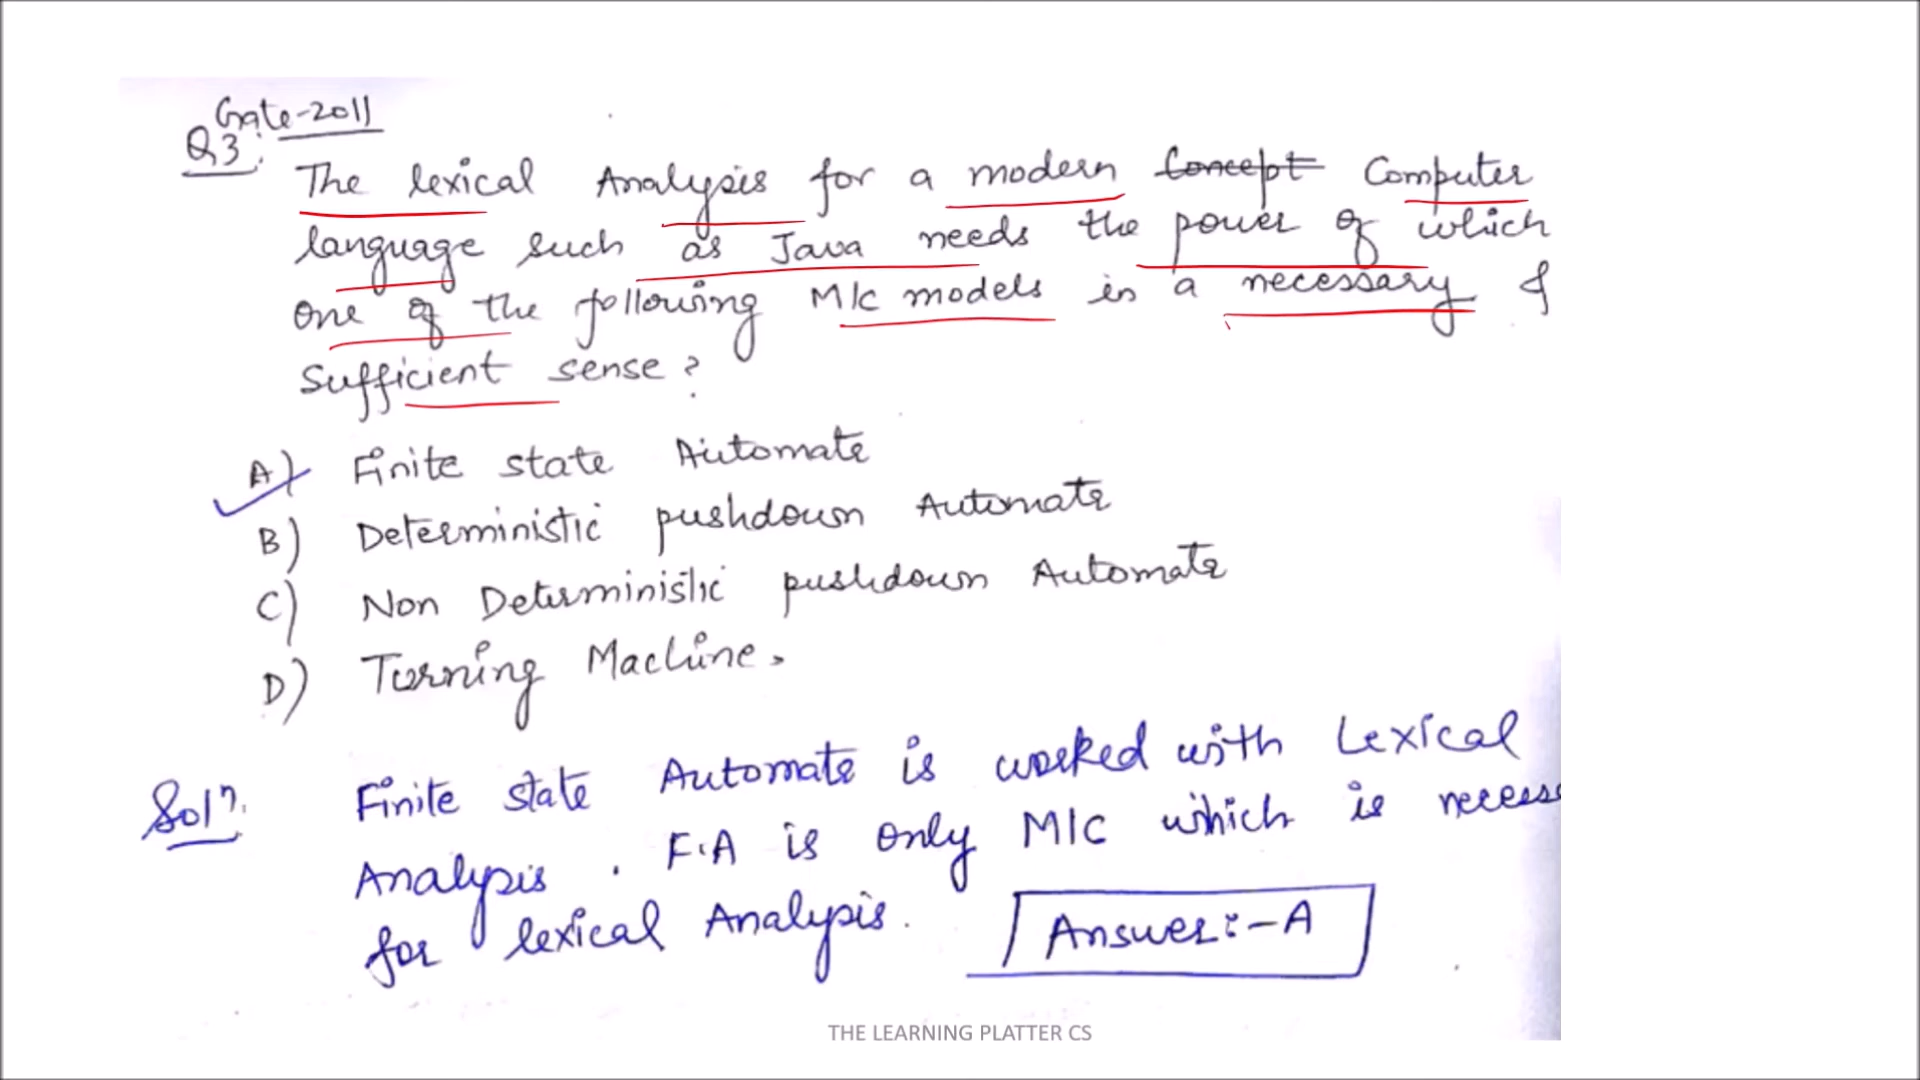 Gate-2011
Q3:
The lexical Analysis for a modern Concept Computer
language such as Java needs the power of which
One of the following M/c models in a necessary &
Sufficient sense?
A) Finite state Automate
B) Deterministic pushdown Automate
C) Non Deterministic pushdown Automate
D) Turning Machine.
Soln. Finite state Automate is worked with Lexical
Analysis. F.A is only M/C which is necess
for lexical Analysis.
Answer:- A
THE LEARNING PLATTER CS